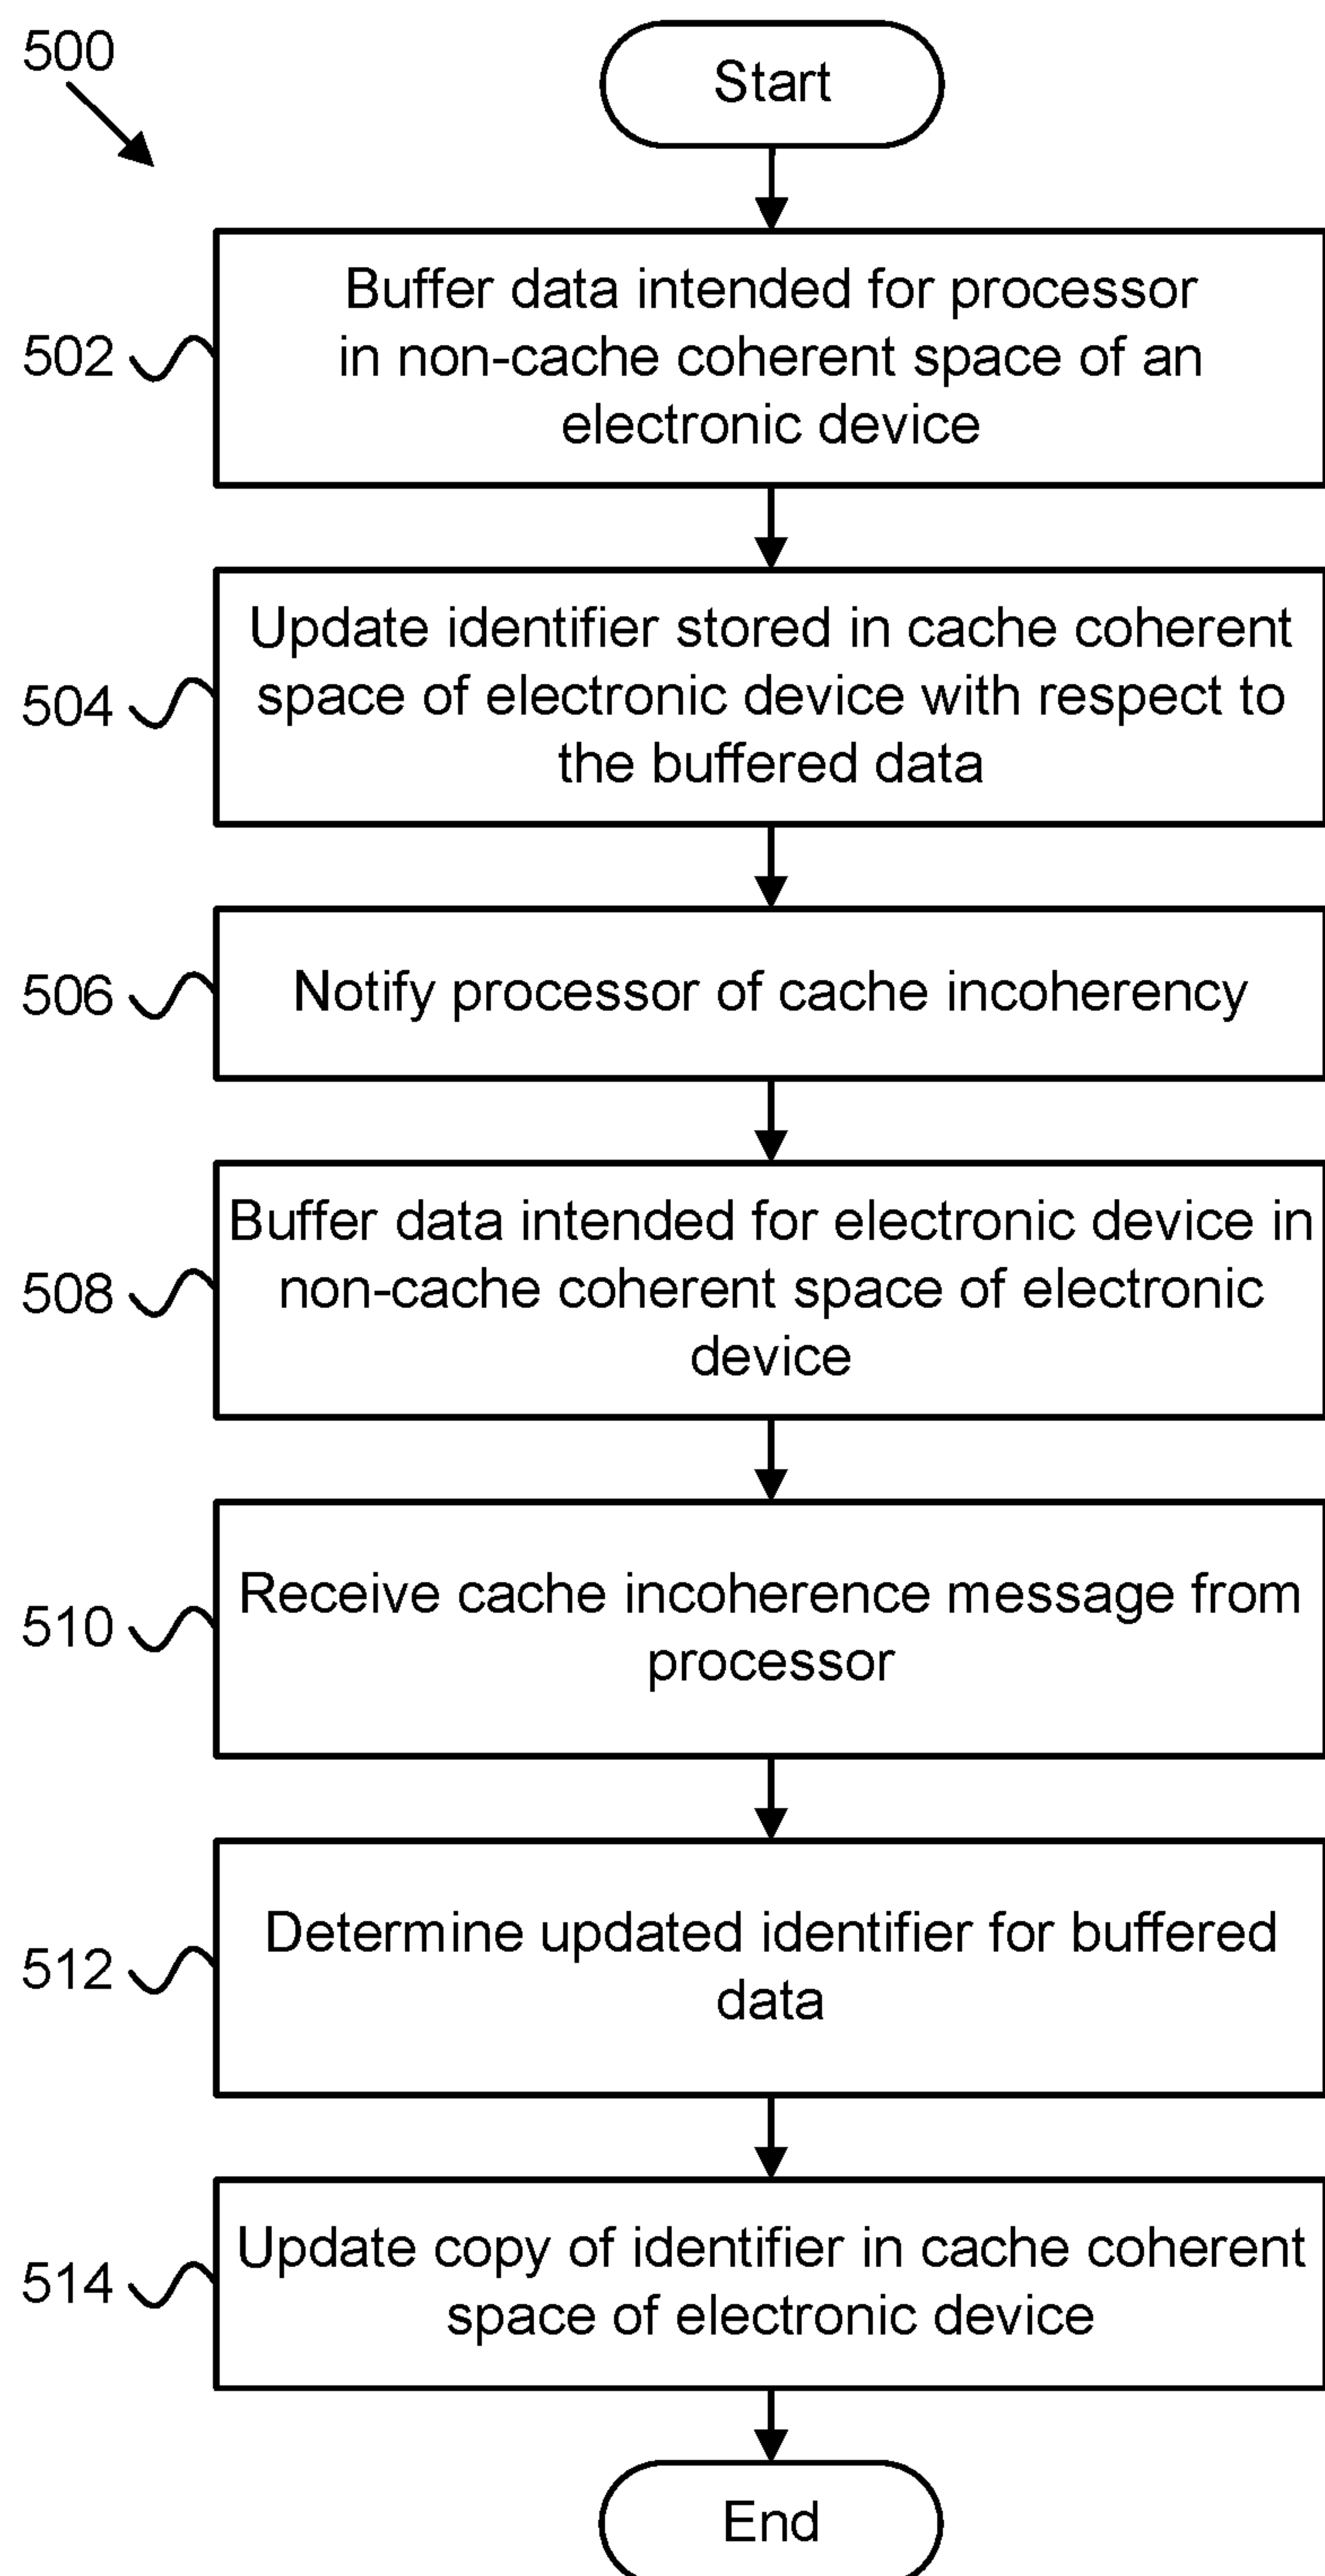 500
Start
502
Buffer data intended for processor
in non-cache coherent space of an
electronic device
504
Update identifier stored in cache coherent
space of electronic device with respect to
the buffered data
506
Notify processor of cache incoherency
508
Buffer data intended for electronic device in
non-cache coherent space of electronic
device
510
Receive cache incoherence message from
processor
512
Determine updated identifier for buffered
data
514
Update copy of identifier in cache coherent
space of electronic device
End